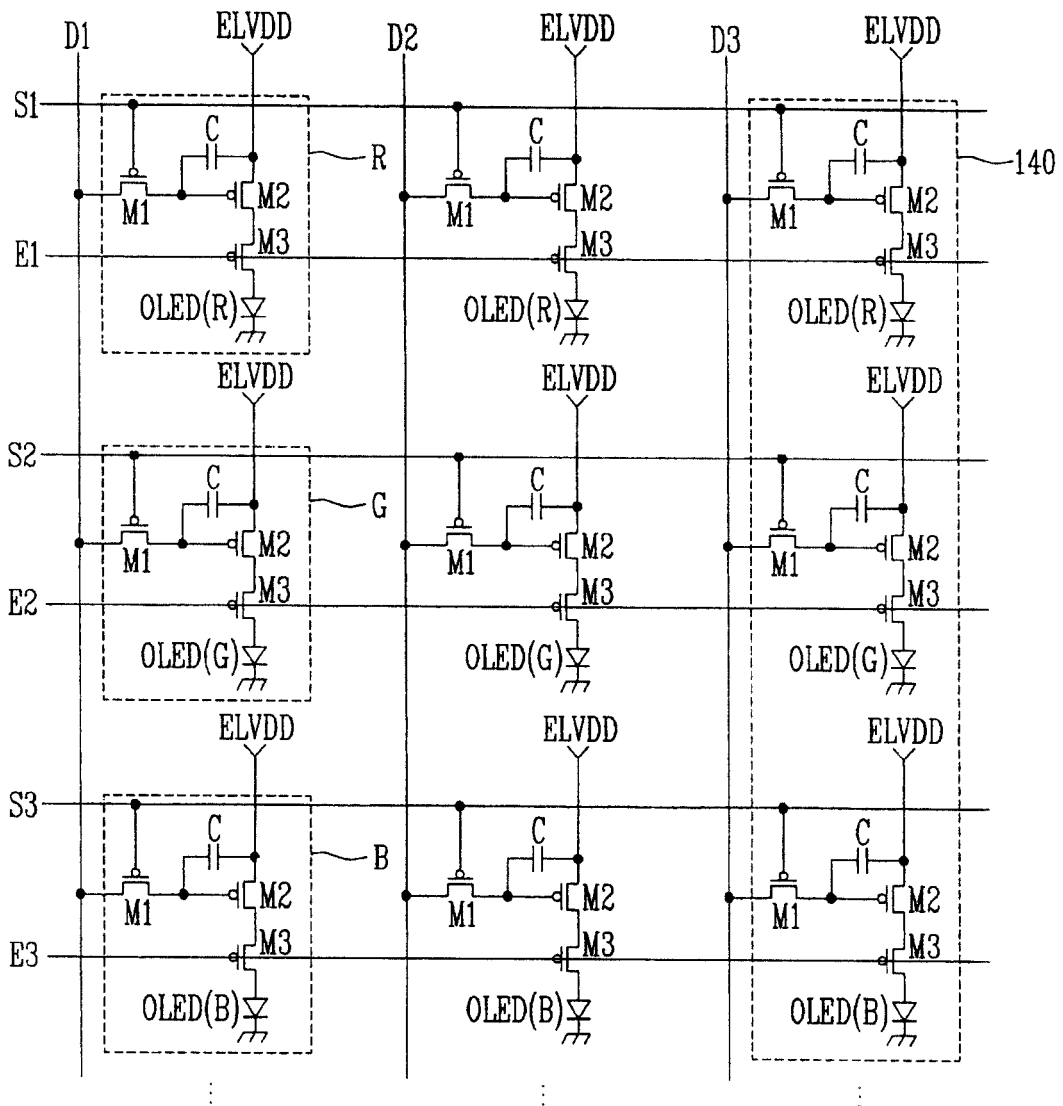 D1 ELVDD D2 ELVDD D3 ELVDD
S1
C C C
R 140
M1 M2 M1 M2 M1 M2
E1 M3 M3 M3
OLED(R) OLED(R) OLED(R)
ELVDD ELVDD ELVDD
S2
C C C
G
M1 M2 M1 M2 M1 M2
E2 M3 M3 M3
OLED(G) OLED(G) OLED(G)
ELVDD ELVDD ELVDD
S3
C C C
B
M1 M2 M1 M2 M1 M2
E3 M3 M3 M3
OLED(B) OLED(B) OLED(B)